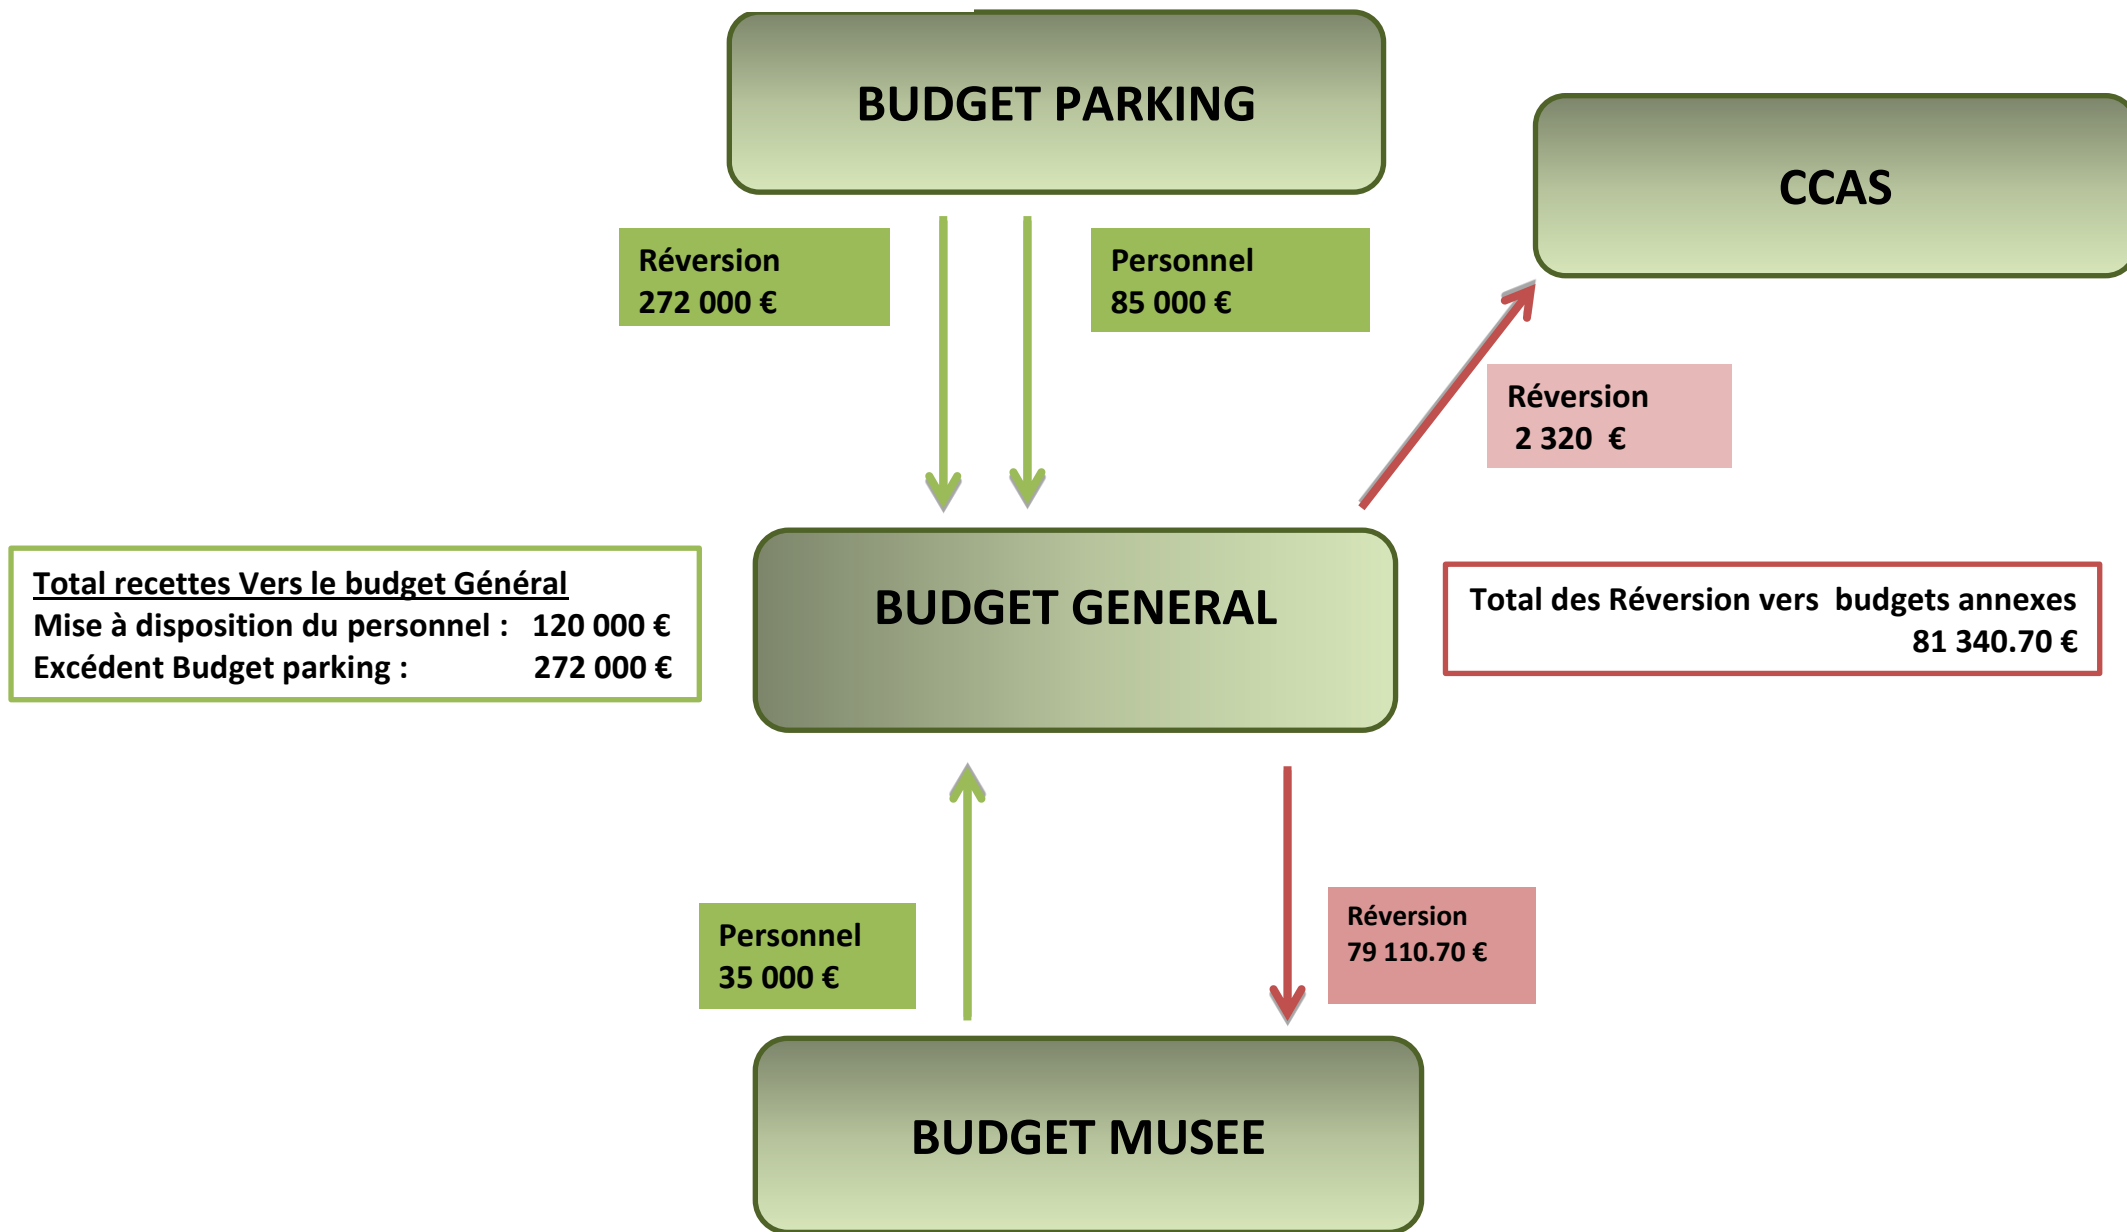 BUDGET PARKING
CCAS
Réversion
272 000 €
Personnel
85 000 €
Réversion
2 320  €
Total recettes Vers le budget Général
Mise à disposition du personnel :   120 000 €
Excédent Budget parking :   272 000 €
BUDGET GENERAL
Total des Réversion vers  budgets annexes
81 340.70 €
Personnel
35 000 €
Réversion
79 110.70 €
BUDGET MUSEE